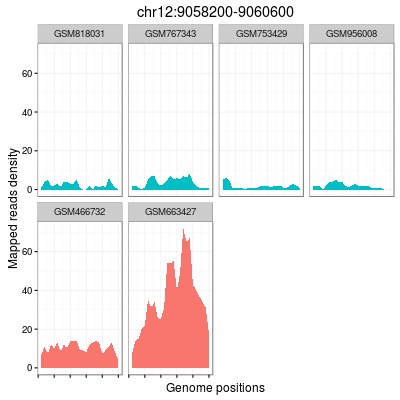 chr12:9058200-9060600
GSM818031 GSM767343 GSM753429 GSM956008
60
40
20
0
Mapped reads density
GSM466732 GSM663427
60
40
20
0
Genome positions